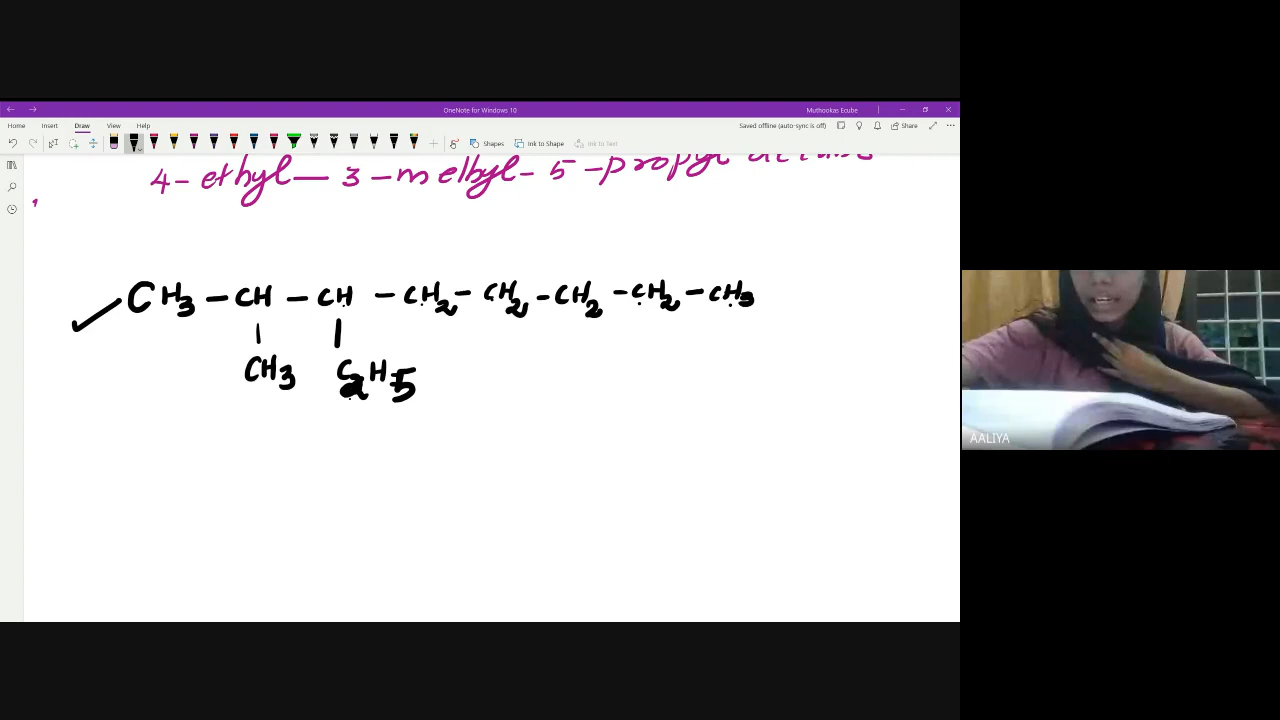 OneNote for Windows 10
Muthookas Ecube
Home Insert Draw View Help
Saved offline (auto-sync is off) Share
Shapes Ink to Shape Ink to Text
4-ethyl-3-methyl-5-propyl
CH3-CH-CH-CH2-CH2-CH2-CH2-CH3
CH3 C2H5
AALIYA